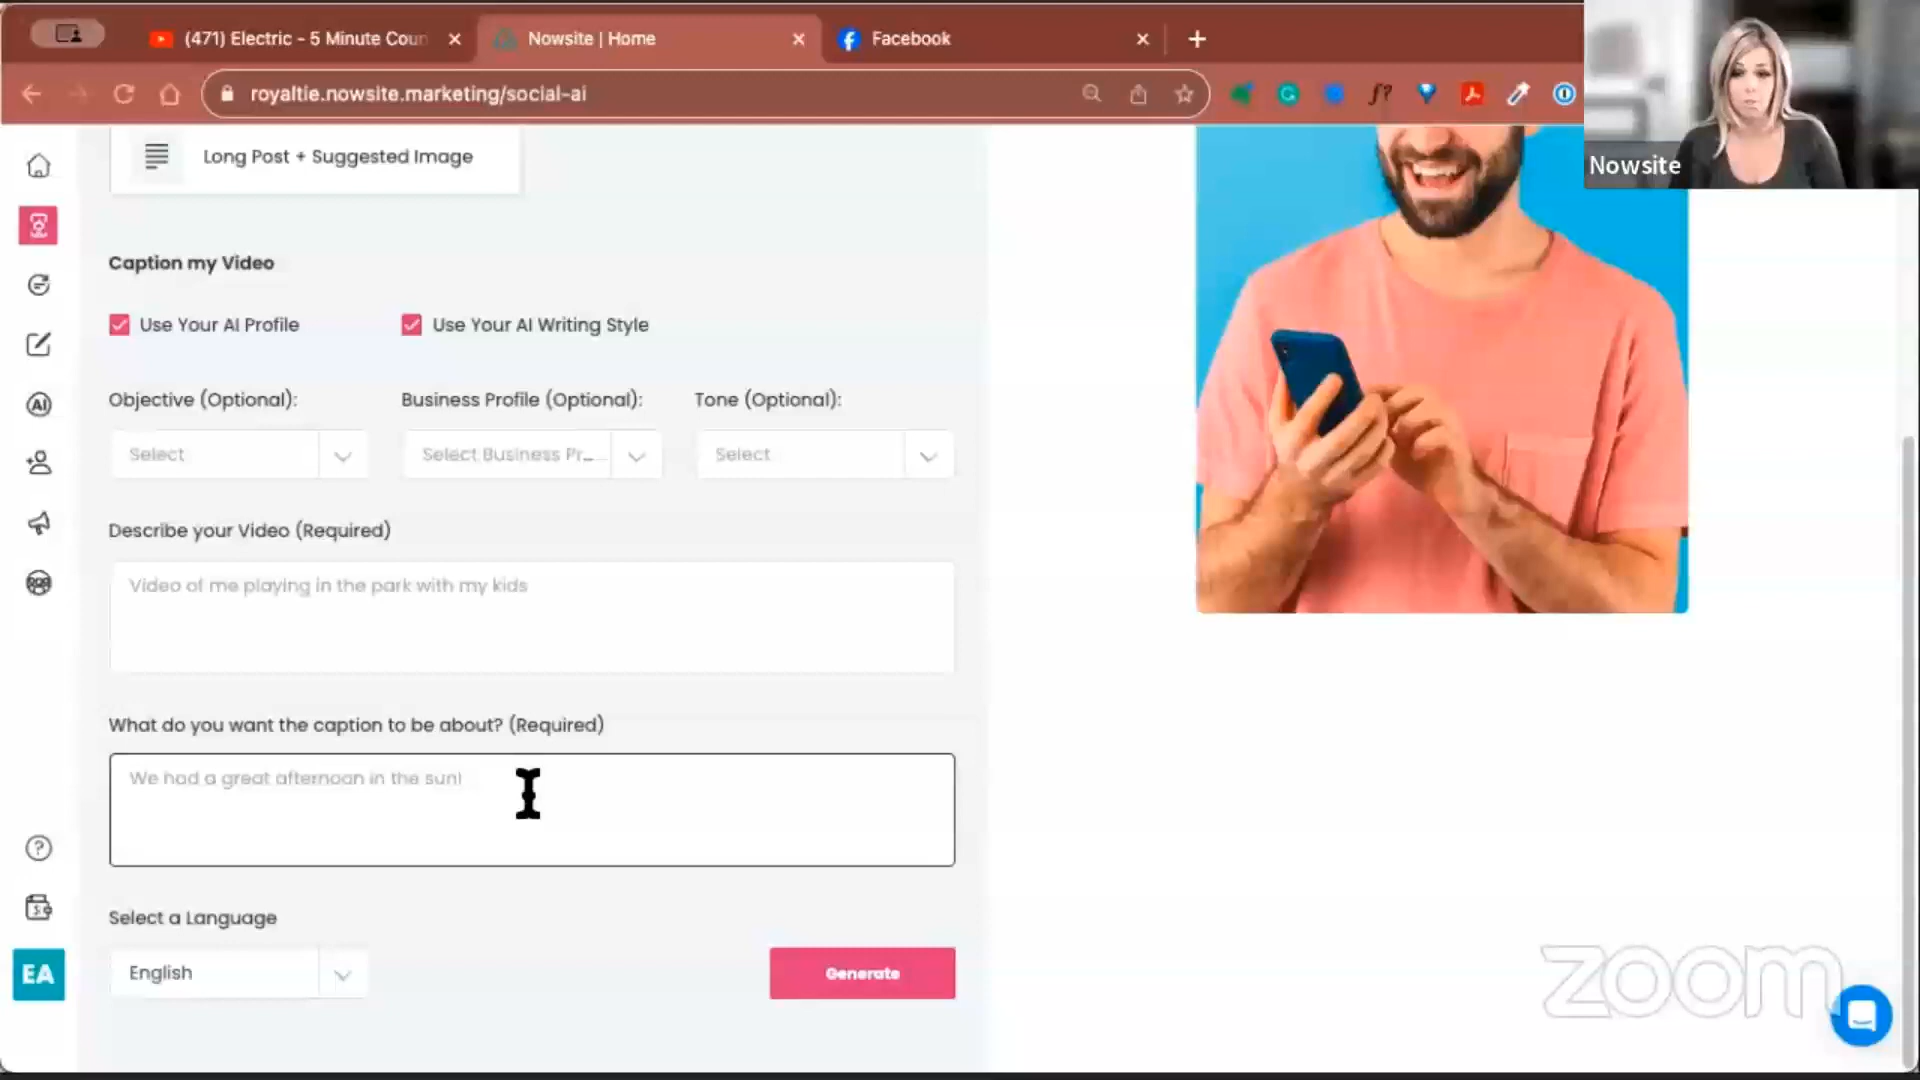 (471) Electric - 5 Minute Coun
Nowsite | Home
Facebook
royaltie.nowsite.marketing/social-ai
f?
Nowsite
Long Post + Suggested Image
Caption my Video
Use Your AI Profile
Use Your AI Writing Style
Objective (Optional):
Business Profile (Optional):
Tone (Optional):
Select
Select Business Pr...
Select
Describe your Video (Required)
Video of me playing in the park with my kids
What do you want the caption to be about? (Required)
We had a great afternoon in the sun!
Select a Language
English
Generate
AI
EA
zoom